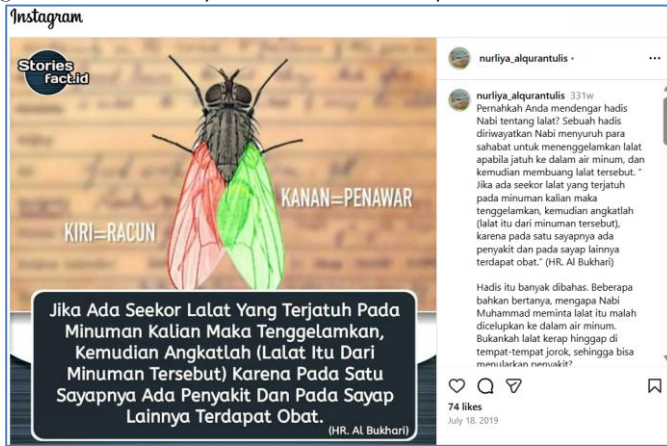 Instagram
Stories
fact.id
KANAN=PENAWAR
KIRI=RACUN
Jika Ada Seekor Lalat Yang Terjatuh Pada
Minuman Kalian Maka Tenggelamkan,
Kemudian Angkatlah (Lalat Itu Dari
Minuman Tersebut) Karena Pada Satu
Sayapnya Ada Penyakit Dan Pada Sayap
Lainnya Terdapat Obat.
(HR. Al Bukhari)
nurliya_alqurantulis •
nurliya_alqurantulis 331w
Pernahkah Anda mendengar hadis
Nabi tentang lalat? Sebuah hadis
diriwayatkan Nabi menyuruh para
sahabat untuk menenggelamkan lalat
apabila jatuh ke dalam air minum, dan
kemudian membuang lalat tersebut. "
Jika ada seekor lalat yang terjatuh
pada minuman kalian maka
tenggelamkan, kemudian angkatlah
(lalat itu dari minuman tersebut),
karena pada satu sayapnya ada
penyakit dan pada sayap lainnya
terdapat obat." (HR. Al Bukhari)
Hadis itu banyak dibahas. Beberapa
bahkan bertanya, mengapa Nabi
Muhammad meminta lalat itu malah
dicelupkan ke dalam air minum.
Bukankah lalat kerap hinggap di
tempat-tempat jorok, sehingga bisa
menularkan penyakit?
74 likes
July 18, 2019